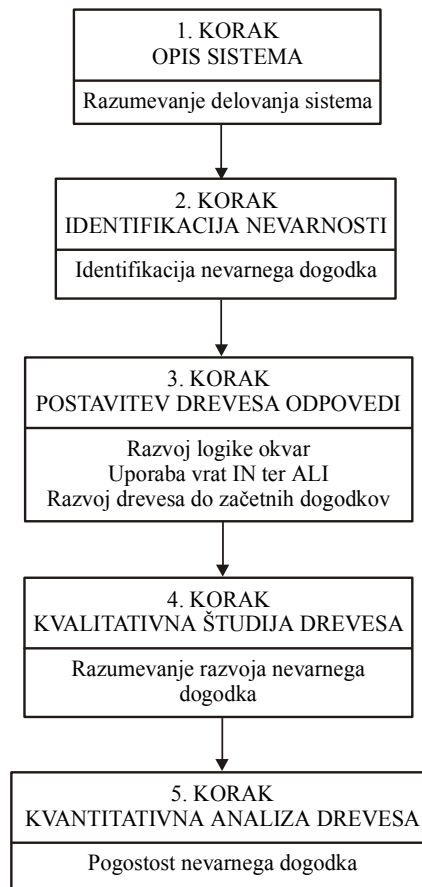 1. KORAK
OPIS SISTEMA
Razumevanje delovanja sistema
2. KORAK
IDENTIFIKACIJA NEVARNOSTI
Identifikacija nevarnega dogodka
3. KORAK
POSTAVITEV DREVESA ODPOVEDI
Razvoj logike okvar
Uporaba vrat IN ter ALI
Razvoj drevesa do začetnih dogodkov
4. KORAK
KVALITATIVNA ŠTUDIJA DREVESA
Razumevanje razvoja nevarnega
dogodka
5. KORAK
KVANTITATIVNA ANALIZA DREVESA
Pogostost nevarnega dogodka